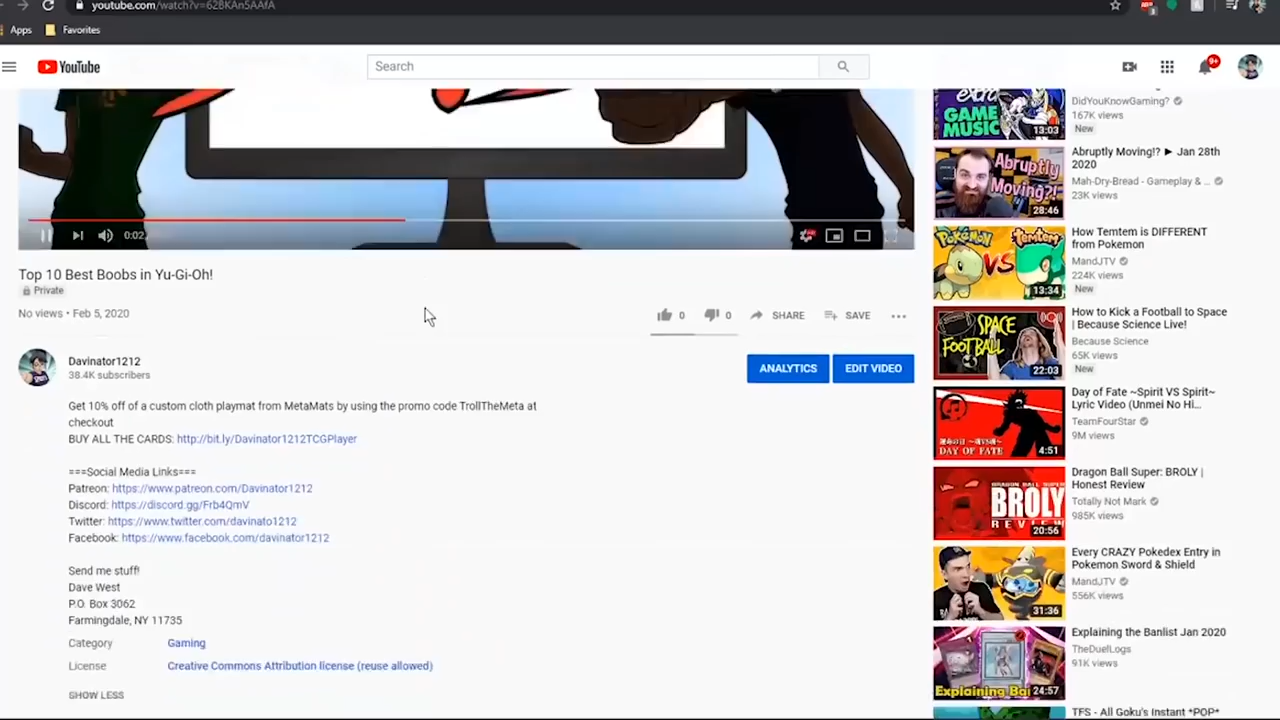 youtube.com/watch?v=628KAnSAAfA
Apps
Favorites
YouTube
Search
9+
0:02
Top 10 Best Boobs in Yu-Gi-Oh!
Private
No views • Feb 5, 2020
0
0
SHARE
SAVE
Davinator1212
38.4K subscribers
ANALYTICS
EDIT VIDEO
Get 10% off of a custom cloth playmat from MetaMats by using the promo code TrollTheMeta at
checkout
BUY ALL THE CARDS: http://bit.ly/Davinator1212TCGPlayer
===Social Media Links===
Patreon: https://www.patreon.com/Davinator1212
Discord: https://discord.gg/Frb4QmV
Twitter: https://www.twitter.com/davinato1212
Facebook: https://www.facebook.com/davinator1212
Send me stuff!
Dave West
P.O. Box 3062
Farmingdale, NY 11735
Category
Gaming
License
Creative Commons Attribution license (reuse allowed)
SHOW LESS
GAME
MUSIC
13:03
DidYouKnowGaming?
167K views
New
Abruptly
Moving?!
28:46
Abruptly Moving!? ► Jan 28th
2020
Mah-Dry-Bread - Gameplay & ...
23K views
POKéMON
VS
temtem
13:34
How Temtem is DIFFERENT
from Pokemon
MandJTV
224K views
New
SPACE
FOOTBALL
22:03
How to Kick a Football to Space
| Because Science Live!
Because Science
65K views
New
DAY OF FATE
4:51
Day of Fate ~Spirit VS Spirit~
Lyric Video (Unmei No Hi...
TeamFourStar
9M views
BROLY
REVIEW
20:56
Dragon Ball Super: BROLY |
Honest Review
Totally Not Mark
985K views
31:36
Every CRAZY Pokedex Entry in
Pokemon Sword & Shield
MandJTV
556K views
Explaining Ban
24:57
Explaining the Banlist Jan 2020
TheDuelLogs
91K views
TFS - All Goku's Instant *POP*